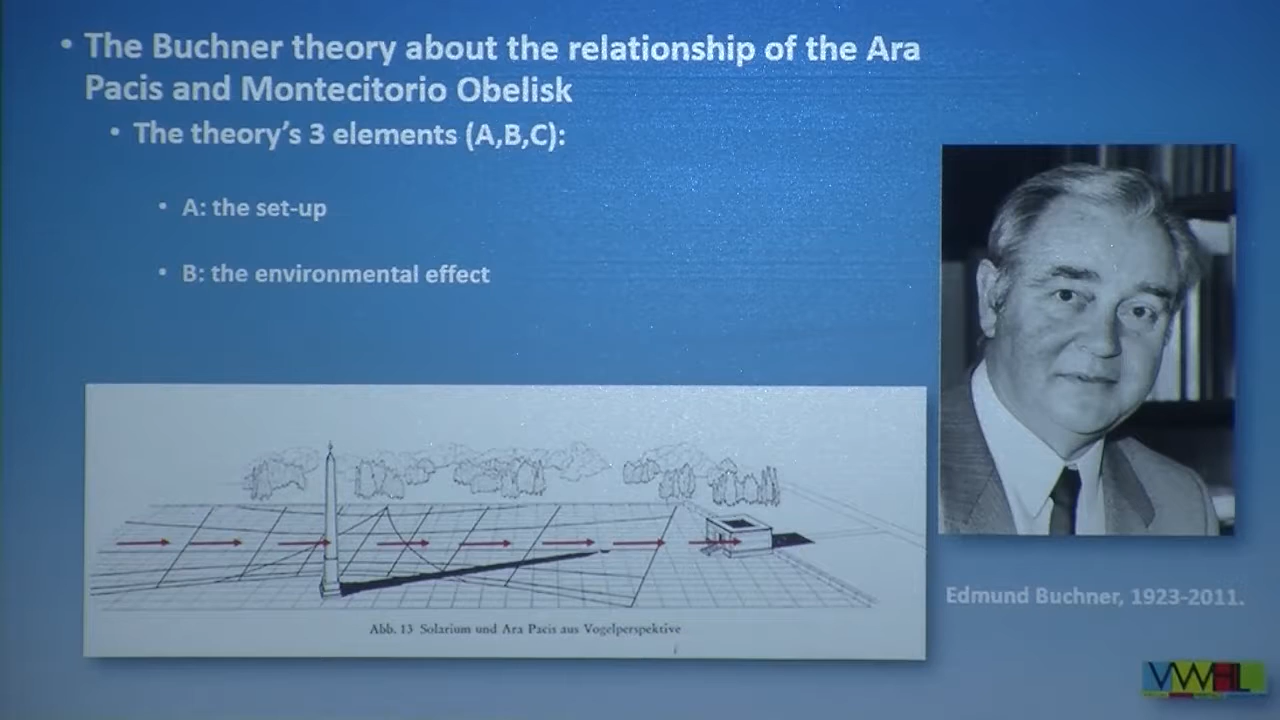 • The Buchner theory about the relationship of the Ara
Pacis and Montecitorio Obelisk
• The theory's 3 elements (A,B,C):
• A: the set-up
• B: the environmental effect
Abb. 13 Solarium und Ara Pacis aus Vogelperspektive
Edmund Buchner, 1923-2011.
VWHL